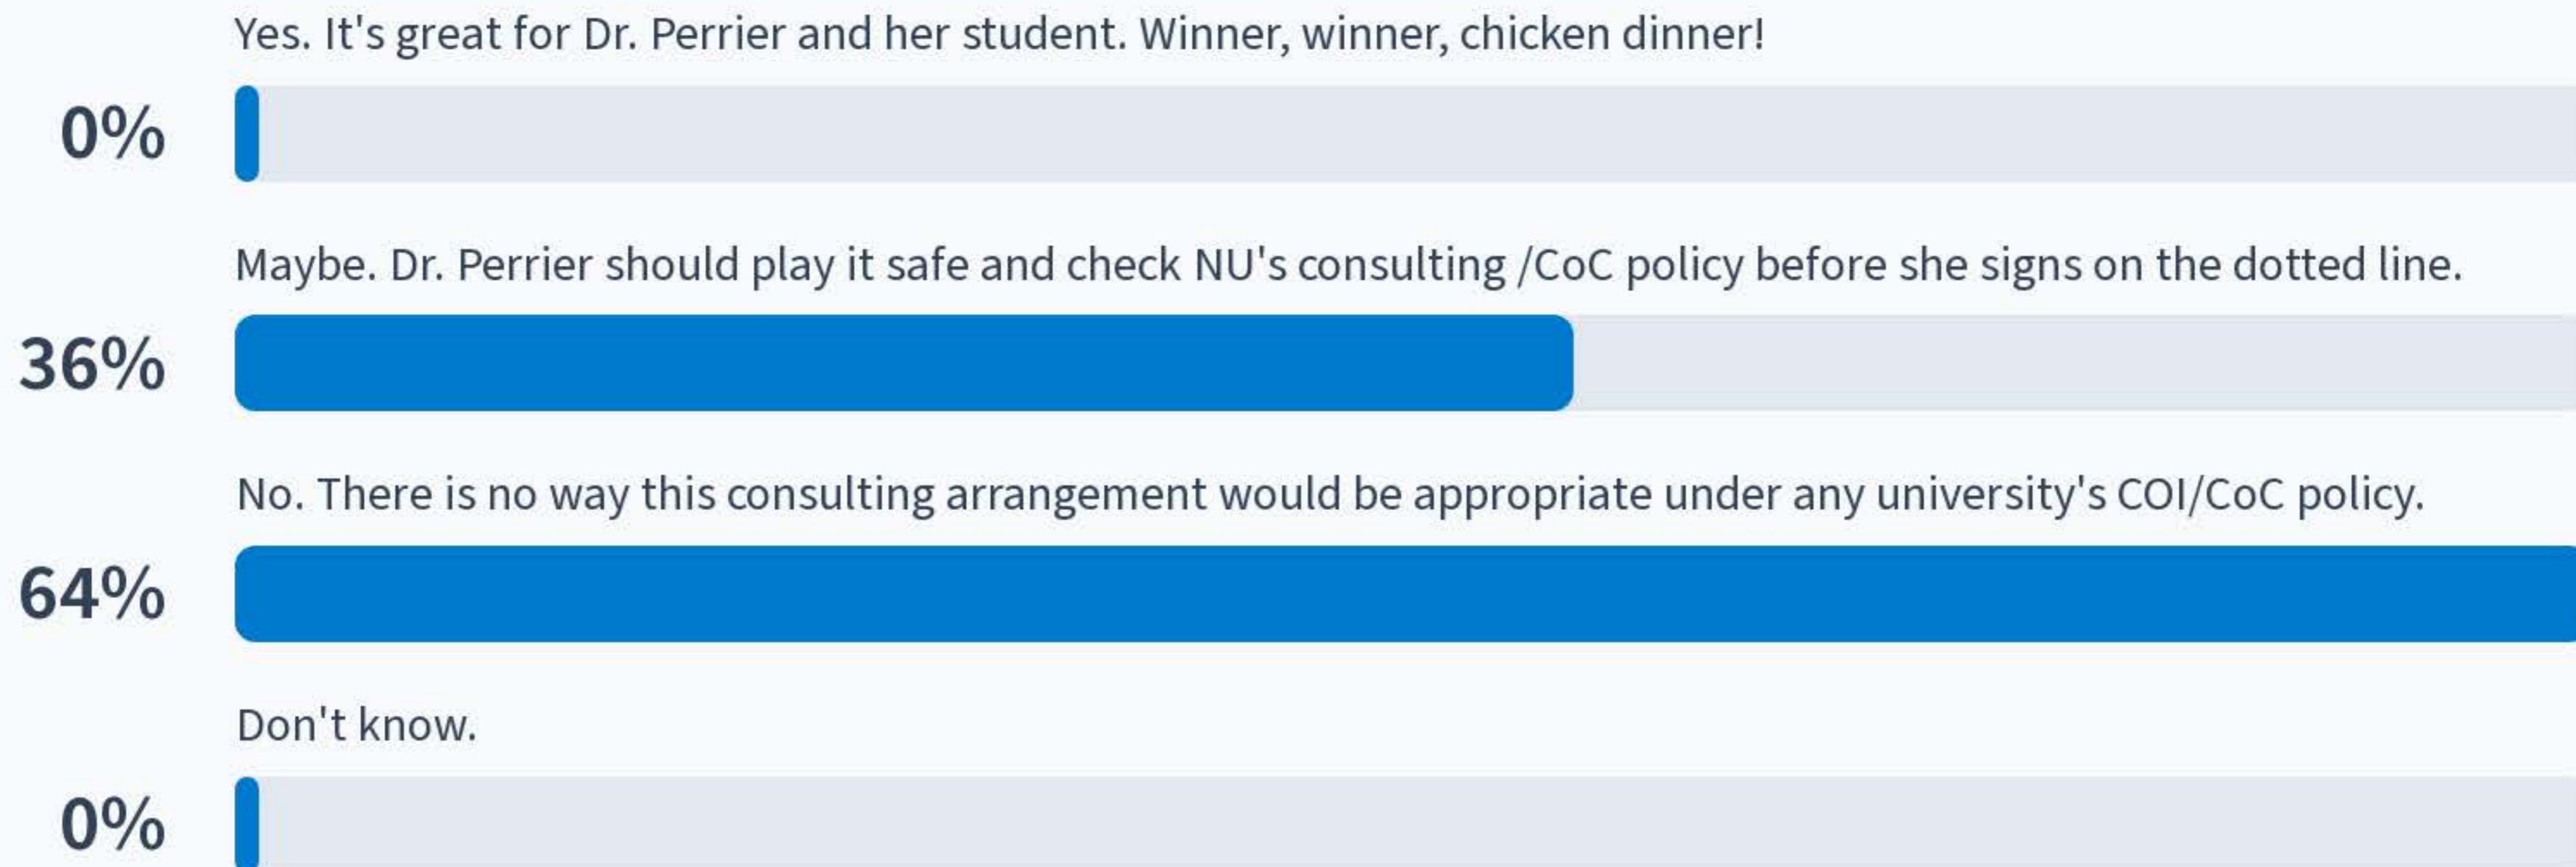 Yes. It's great for Dr. Perrier and her student. Winner, winner, chicken dinner!
0%
Maybe. Dr. Perrier should play it safe and check NU's consulting /CoC policy before she signs on the dotted line.
36%
No. There is no way this consulting arrangement would be appropriate under any university's COI/CoC policy.
64%
Don't know.
0%